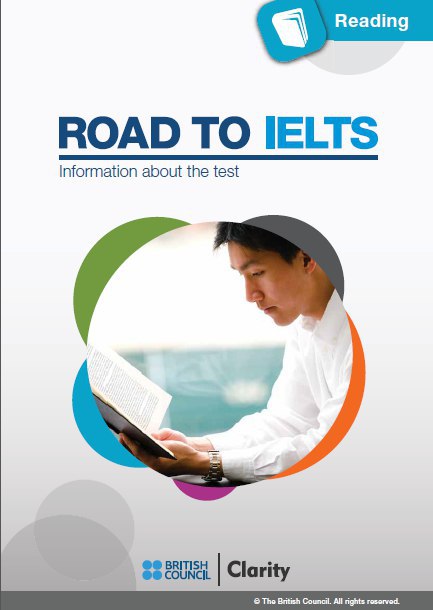 Reading
ROAD TO IELTS
Information about the test
BRITISH
COUNCIL
Clarity
© The British Council. All rights reserved.